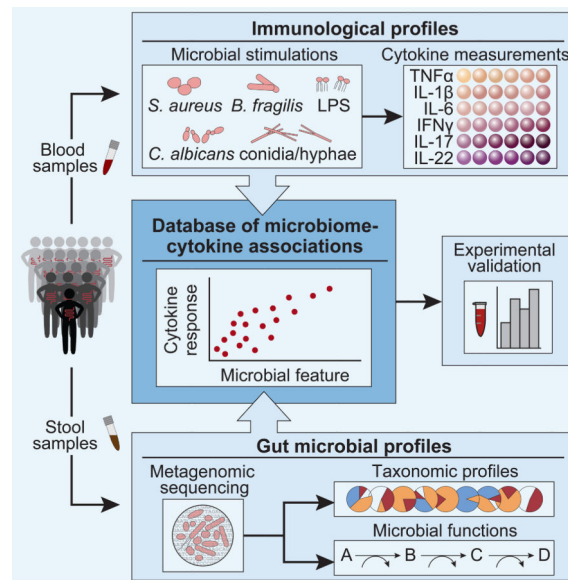 Immunological profiles
Microbial stimulations
S. aureus B. fragilis LPS
C. albicans conidia/hyphae
Cytokine measurements
TNFα
IL-1β
IL-6
IFNγ
IL-17
IL-22
Blood
samples
Database of microbiome-
cytokine associations
Cytokine
response
Microbial feature
Experimental
validation
Stool
samples
Gut microbial profiles
Metagenomic
sequencing
Taxonomic profiles
Microbial functions
A B C D